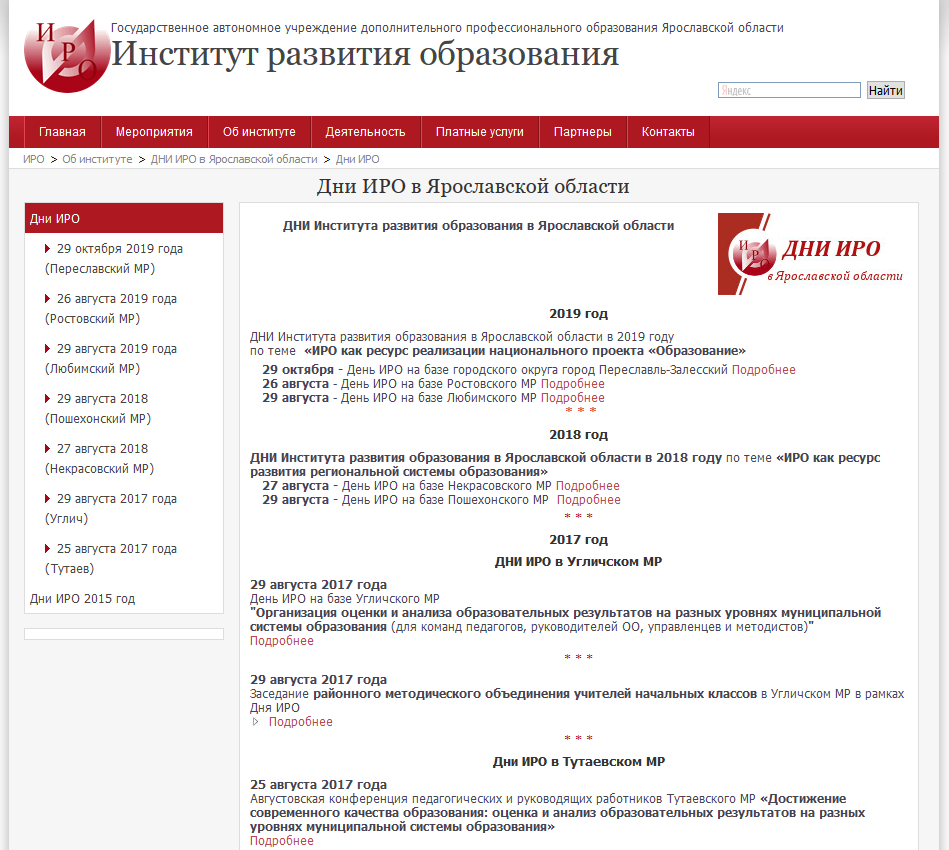 ИРО
Государственное автономное учреждение дополнительного профессионального образования Ярославской области
Институт развития образования
Яндекс
Найти
Главная
Мероприятия
Об институте
Деятельность
Платные услуги
Партнеры
Контакты
ИРО > Об институте > ДНИ ИРО в Ярославской области > Дни ИРО
Дни ИРО в Ярославской области
Дни ИРО
29 октября 2019 года
(Переславский МР)
26 августа 2019 года
(Ростовский МР)
29 августа 2019 года
(Любимский МР)
29 августа 2018
(Пошехонский МР)
27 августа 2018
(Некрасовский МР)
29 августа 2017 года
(Углич)
25 августа 2017 года
(Тутаев)
Дни ИРО 2015 год
ДНИ Института развития образования в Ярославской области
ИРО
ДНИ ИРО
в Ярославской области
2019 год
ДНИ Института развития образования в Ярославской области в 2019 году
по теме «ИРО как ресурс реализации национального проекта «Образование»
29 октября – День ИРО на базе городского округа город Переславль-Залесский Подробнее
26 августа - День ИРО на базе Ростовского МР Подробнее
29 августа - День ИРО на базе Любимского МР Подробнее
* * *
2018 год
ДНИ Института развития образования в Ярославской области в 2018 году по теме «ИРО как ресурс
развития региональной системы образования»
27 августа – День ИРО на базе Некрасовского МР Подробнее
29 августа – День ИРО на базе Пошехонского МР Подробнее
* * *
2017 год
ДНИ ИРО в Угличском МР
29 августа 2017 года
День ИРО на базе Угличского МР
"Организация оценки и анализа образовательных результатов на разных уровнях муниципальной
системы образования (для команд педагогов, руководителей ОО, управленцев и методистов)"
Подробнее
* * *
29 августа 2017 года
Заседание районного методического объединения учителей начальных классов в Угличском МР в рамках
Дня ИРО
Подробнее
* * *
Дни ИРО в Тутаевском МР
25 августа 2017 года
Августовская конференция педагогических и руководящих работников Тутаевского МР «Достижение
современного качества образования: оценка и анализ образовательных результатов на разных
уровнях муниципальной системы образования»
Подробнее